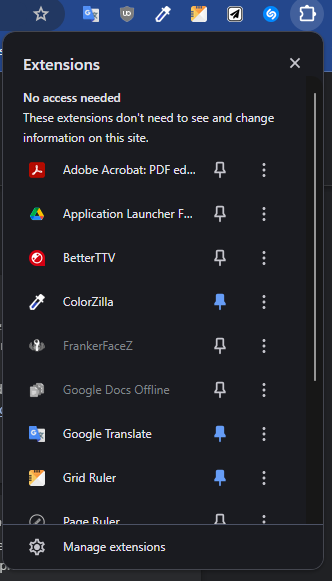 Extensions
No access needed
These extensions don't need to see and change
information on this site.
Adobe Acrobat: PDF ed...
Application Launcher F...
BetterTTV
ColorZilla
FrankerFaceZ
Google Docs Offline
Google Translate
Grid Ruler
Page Ruler
Manage extensions